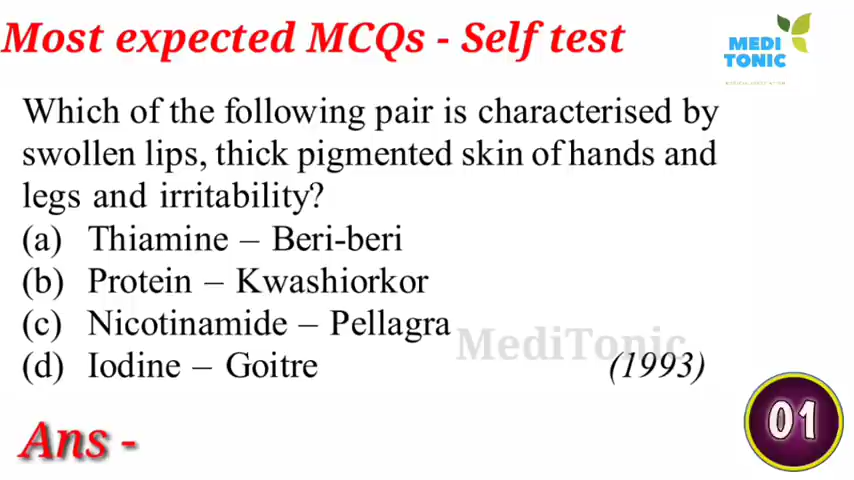 Most expected MCQs - Self test
MEDI
TONIC
Which of the following pair is characterised by
swollen lips, thick pigmented skin of hands and
legs and irritability?
(a) Thiamine – Beri-beri
(b) Protein – Kwashiorkor
(c) Nicotinamide – Pellagra
MediTonic
(d) Iodine – Goitre (1993)
01
Ans -